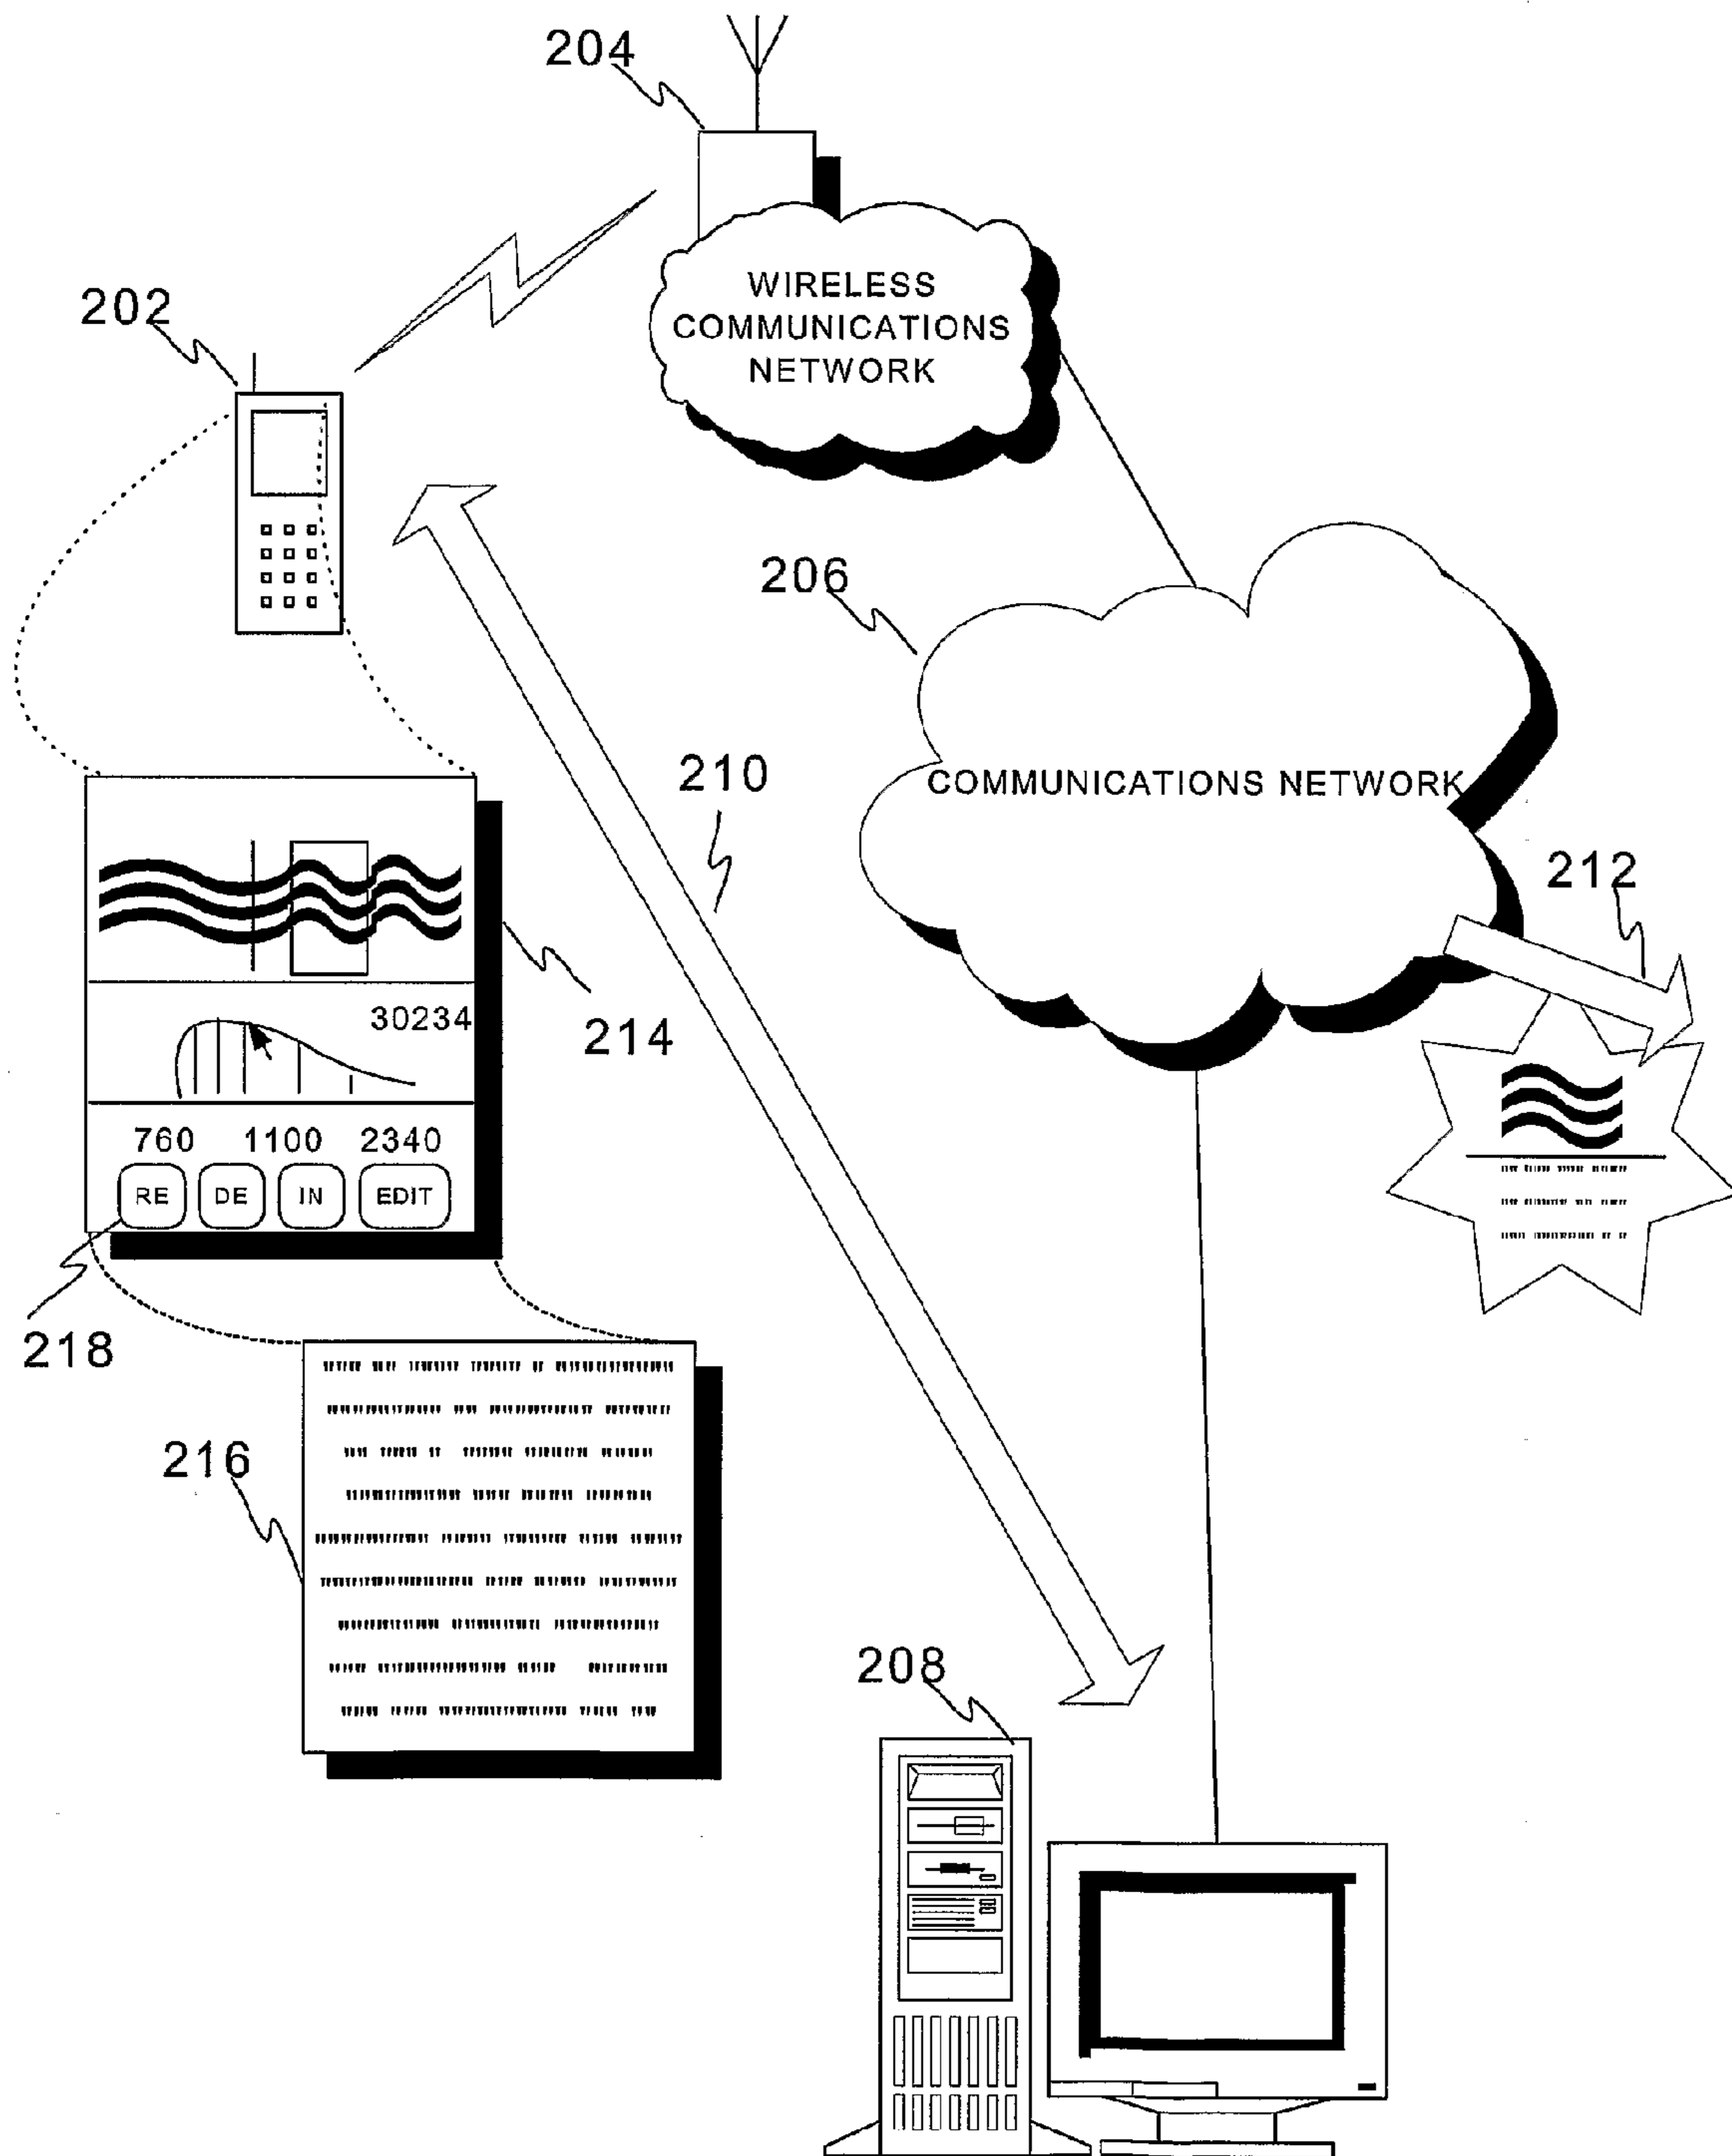 204
WIRELESS
COMMUNICATIONS
NETWORK
202
206
COMMUNICATIONS NETWORK
210
212
30234
214
760 1100 2340
RE DE IN EDIT
218
216
208